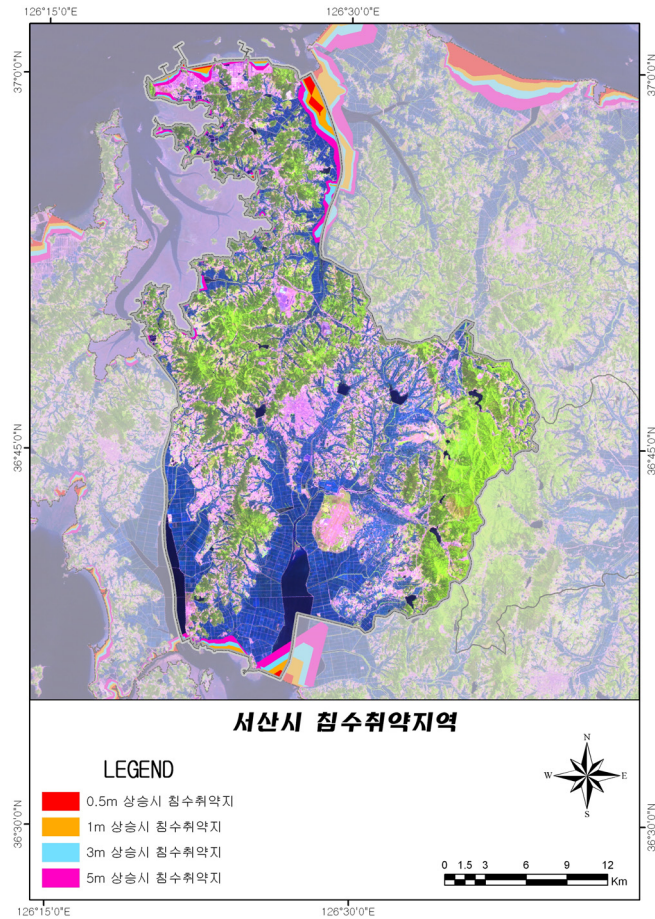 126°15'0"E
126°30'0"E
37°0'0"N
37°0'0"N
36°45'0"N
36°45'0"N
서산시 침수취약지역
LEGEND
0.5m 상승시 침수취약지
1m 상승시 침수취약지
3m 상승시 침수취약지
5m 상승시 침수취약지
N
W
E
S
0 1.5 3 6 9 12
Km
36°30'0"N
36°30'0"N
126°15'0"E
126°30'0"E